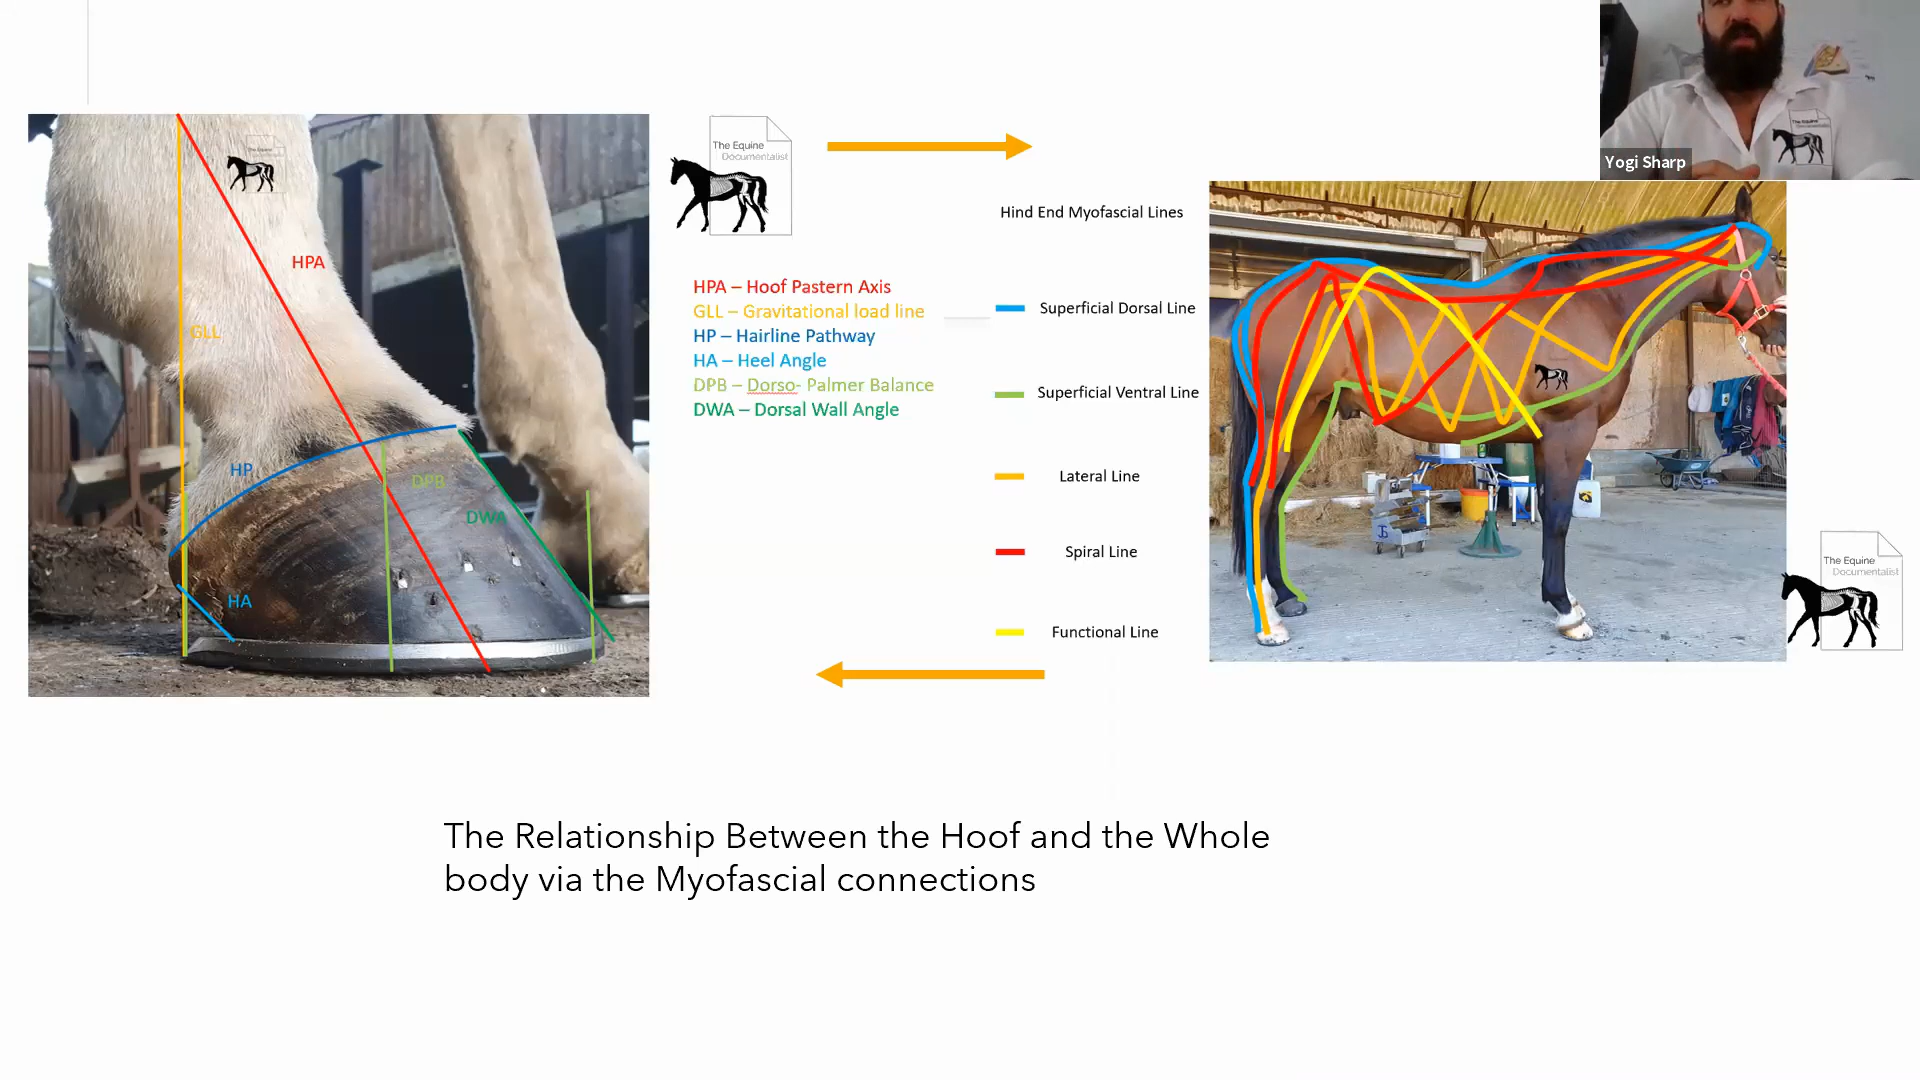 Yogi Sharp
The Equine
Documentalist
HPA
GLL
HP
DPB
DWA
HA
The Equine
Documentalist
HPA – Hoof Pastern Axis
GLL – Gravitational load line
HP – Hairline Pathway
HA – Heel Angle
DPB – Dorso- Palmer Balance
DWA – Dorsal Wall Angle
Hind End Myofascial Lines
Superficial Dorsal Line
Superficial Ventral Line
Lateral Line
Spiral Line
Functional Line
The Equine
Documentalist
The Relationship Between the Hoof and the Whole
body via the Myofascial connections